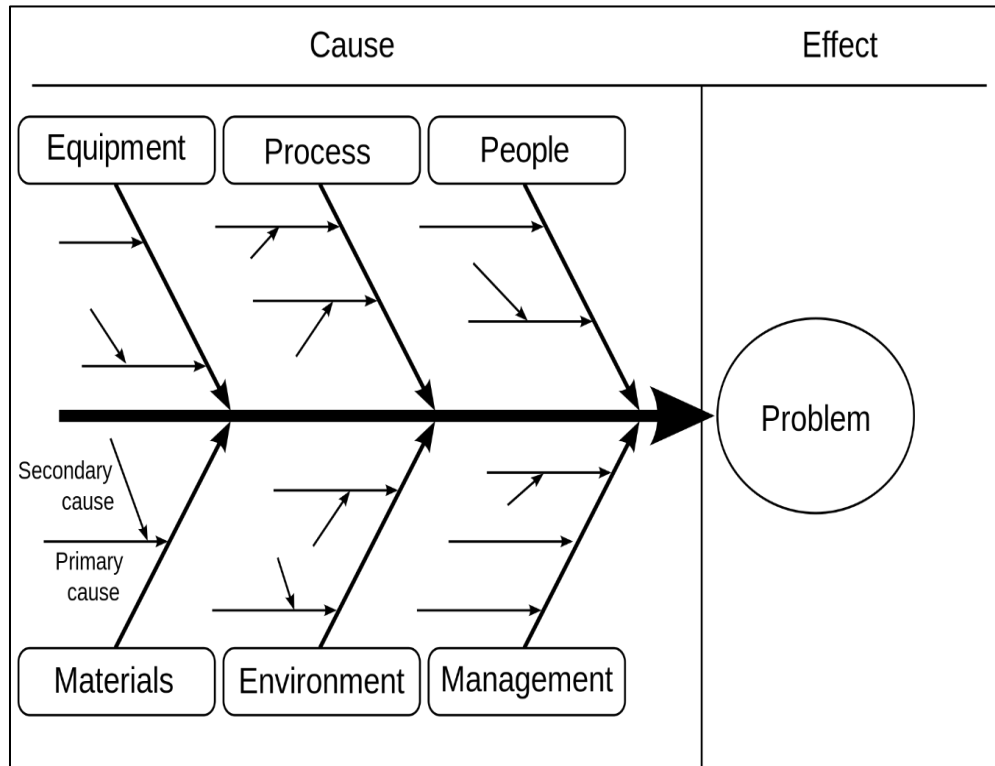 Cause
Effect
Equipment
Process
People
Problem
Secondary
cause
Primary
cause
Materials
Environment
Management